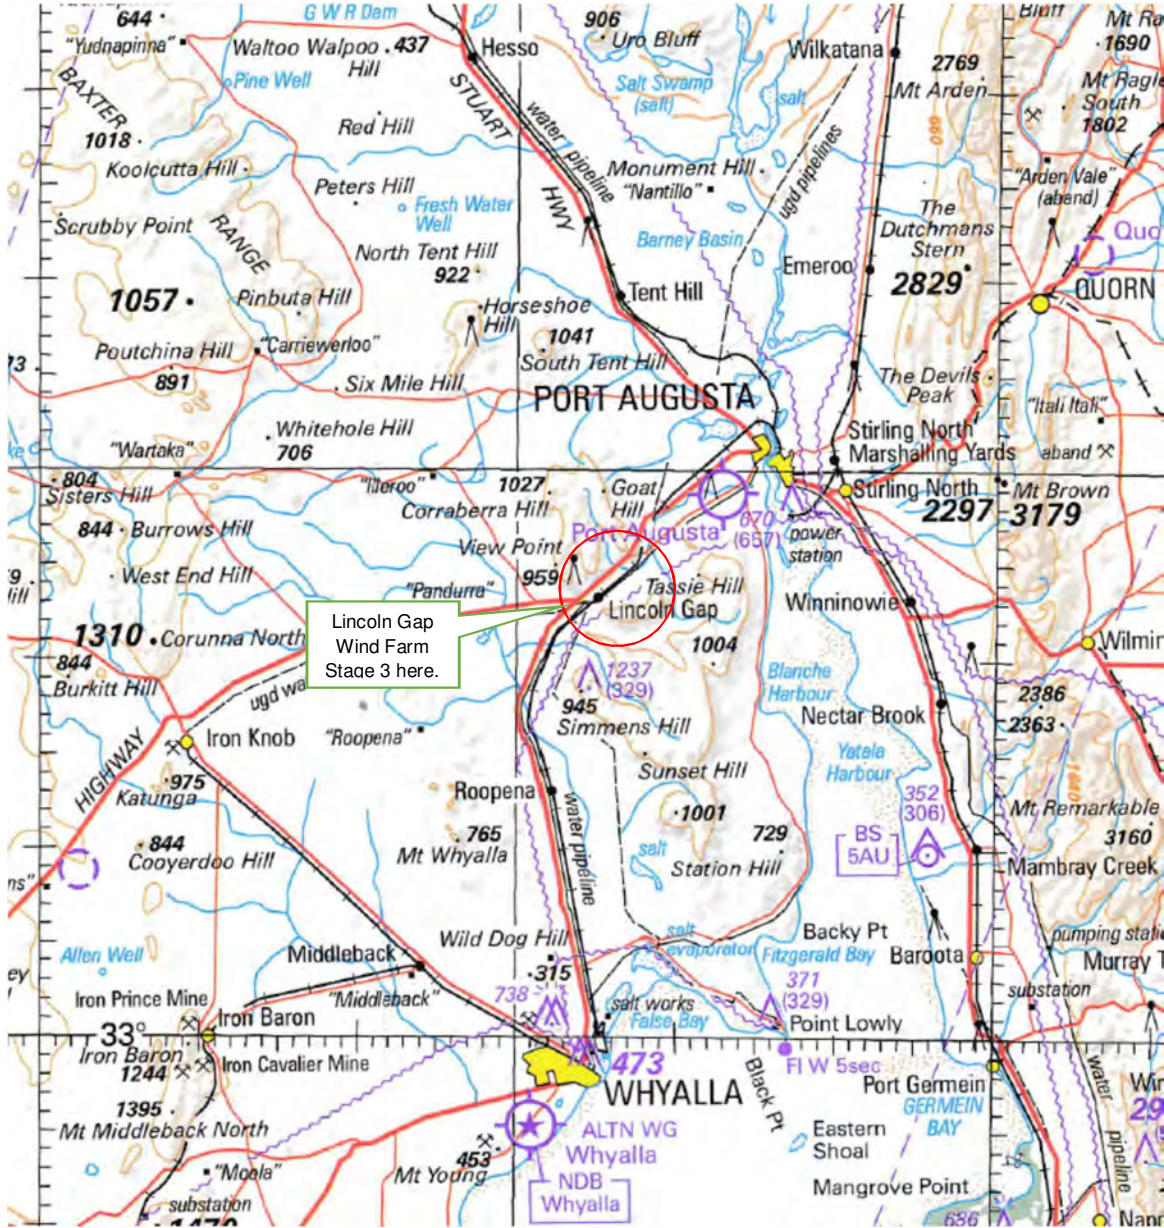 G W R Dam
644
"Yudnapinna"
Waltoo Walpoo
Hill
437
Hesso
906
Uro Bluff
Wilkatana
Bluff
1690
Pine Well
STUART
HWY
water pipeline
Salt Swamp
(salt)
salt
2769
Mt Arden
680
South
1802
BAXTER
RANGE
1018
Koolcutta Hill
Red Hill
Peters Hill
Fresh Water
Well
Monument Hill
"Nantillo"
ugd pipelines
"Arden Vale"
(aband)
Scrubby Point
North Tent Hill
922
Barney Basin
The
Dutchmans
Stern
2829
Emeroo
QUORN
1057
Pinbuta Hill
Horseshoe
Hill
Tent Hill
Poutchina Hill
891
"Carriewerloo"
1041
South Tent Hill
Six Mile Hill
PORT AUGUSTA
The Devils
Peak
"Itali Itali"
Whitehole Hill
706
"Wartaka"
Stirling North
Marshalling Yards
aband
804
Sisters Hill
"Illeroo"
1027
Corraberra Hill
Goat
Hill
Stirling North
2297
Mt Brown
3179
844
Burrows Hill
Port Augusta
670
(657)
power
station
View Point
959
West End Hill
"Pandurra"
Tassie Hill
Lincoln Gap
Winninowie
Lincoln Gap
Wind Farm
Stage 3 here.
1310
Corunna North
1004
844
Burkitt Hill
1237
(329)
Blanche
Harbour
2386
2363
945
Simmens Hill
Nectar Brook
Iron Knob
"Roopena"
Yatala
Harbour
HIGHWAY
975
Katunga
Sunset Hill
Roopena
352
(306)
1640
Mt Remarkable
3160
1001
729
BS
5AU
844
Cooyerdoo Hill
765
Mt Whyalla
water pipeline
salt
Station Hill
Mambray Creek
Allen Well
Middleback
Wild Dog Hill
salt
evaporator
Backy Pt
Fitzgerald Bay
Baroota
315
371
(329)
substation
Iron Prince Mine
"Middleback"
738
salt works
False Bay
Point Lowly
Iron Baron
33°
Iron Baron
1244
Iron Cavalier Mine
473
Fl W 5sec
WHYALLA
Black Pt
Port Germein
GERMEIN
BAY
water
pipeline
1395
Mt Middleback North
ALTN WG
Whyalla
Eastern
Shoal
453
"Moola"
Mt Young
NDB
Whyalla
Mangrove Point
substation
686